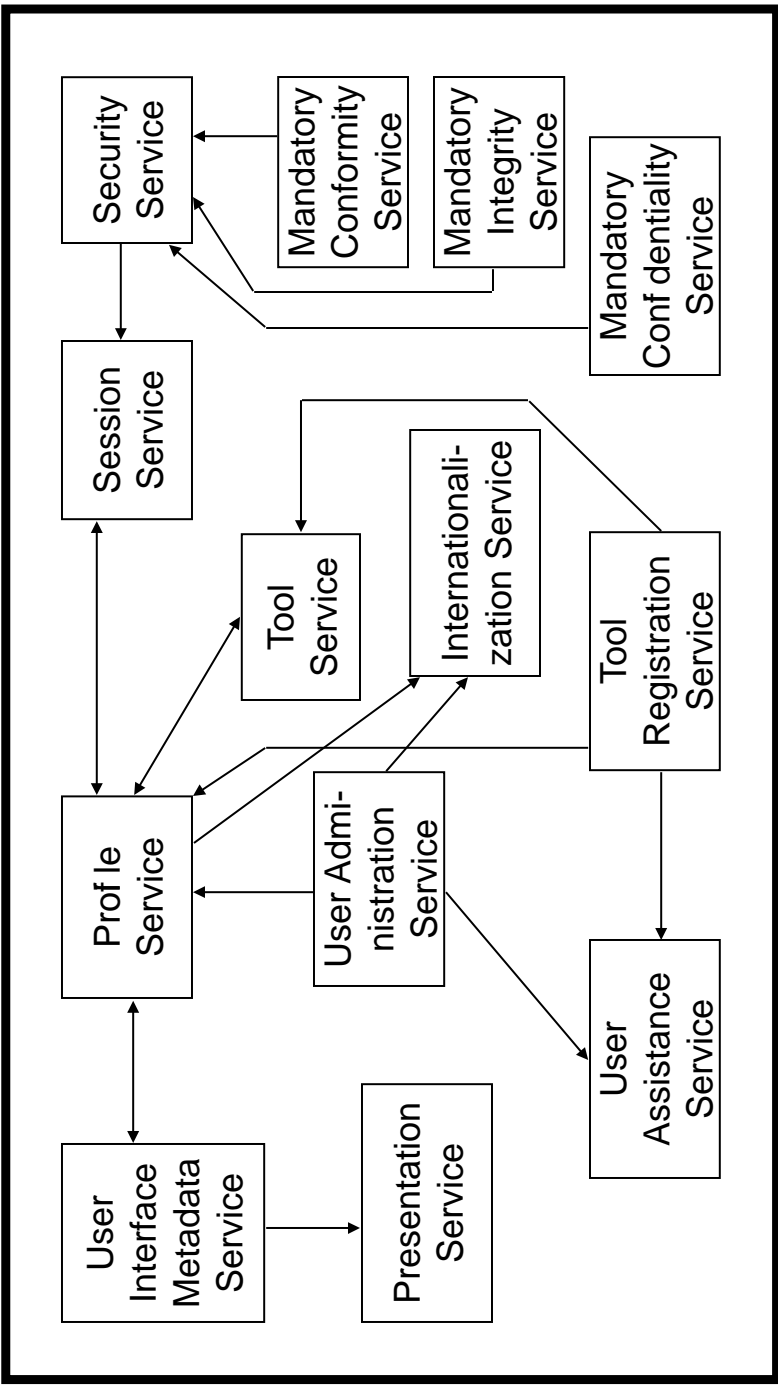 User
Interface
Metadata
Service
Prof le
Service
Session
Service
Security
Service
Tool
Service
Mandatory
Conformity
Service
User Admi-
nistration
Service
Presentation
Service
Internationali-
zation Service
Mandatory
Integrity
Service
User
Assistance
Service
Tool
Registration
Service
Mandatory
Conf dentiality
Service